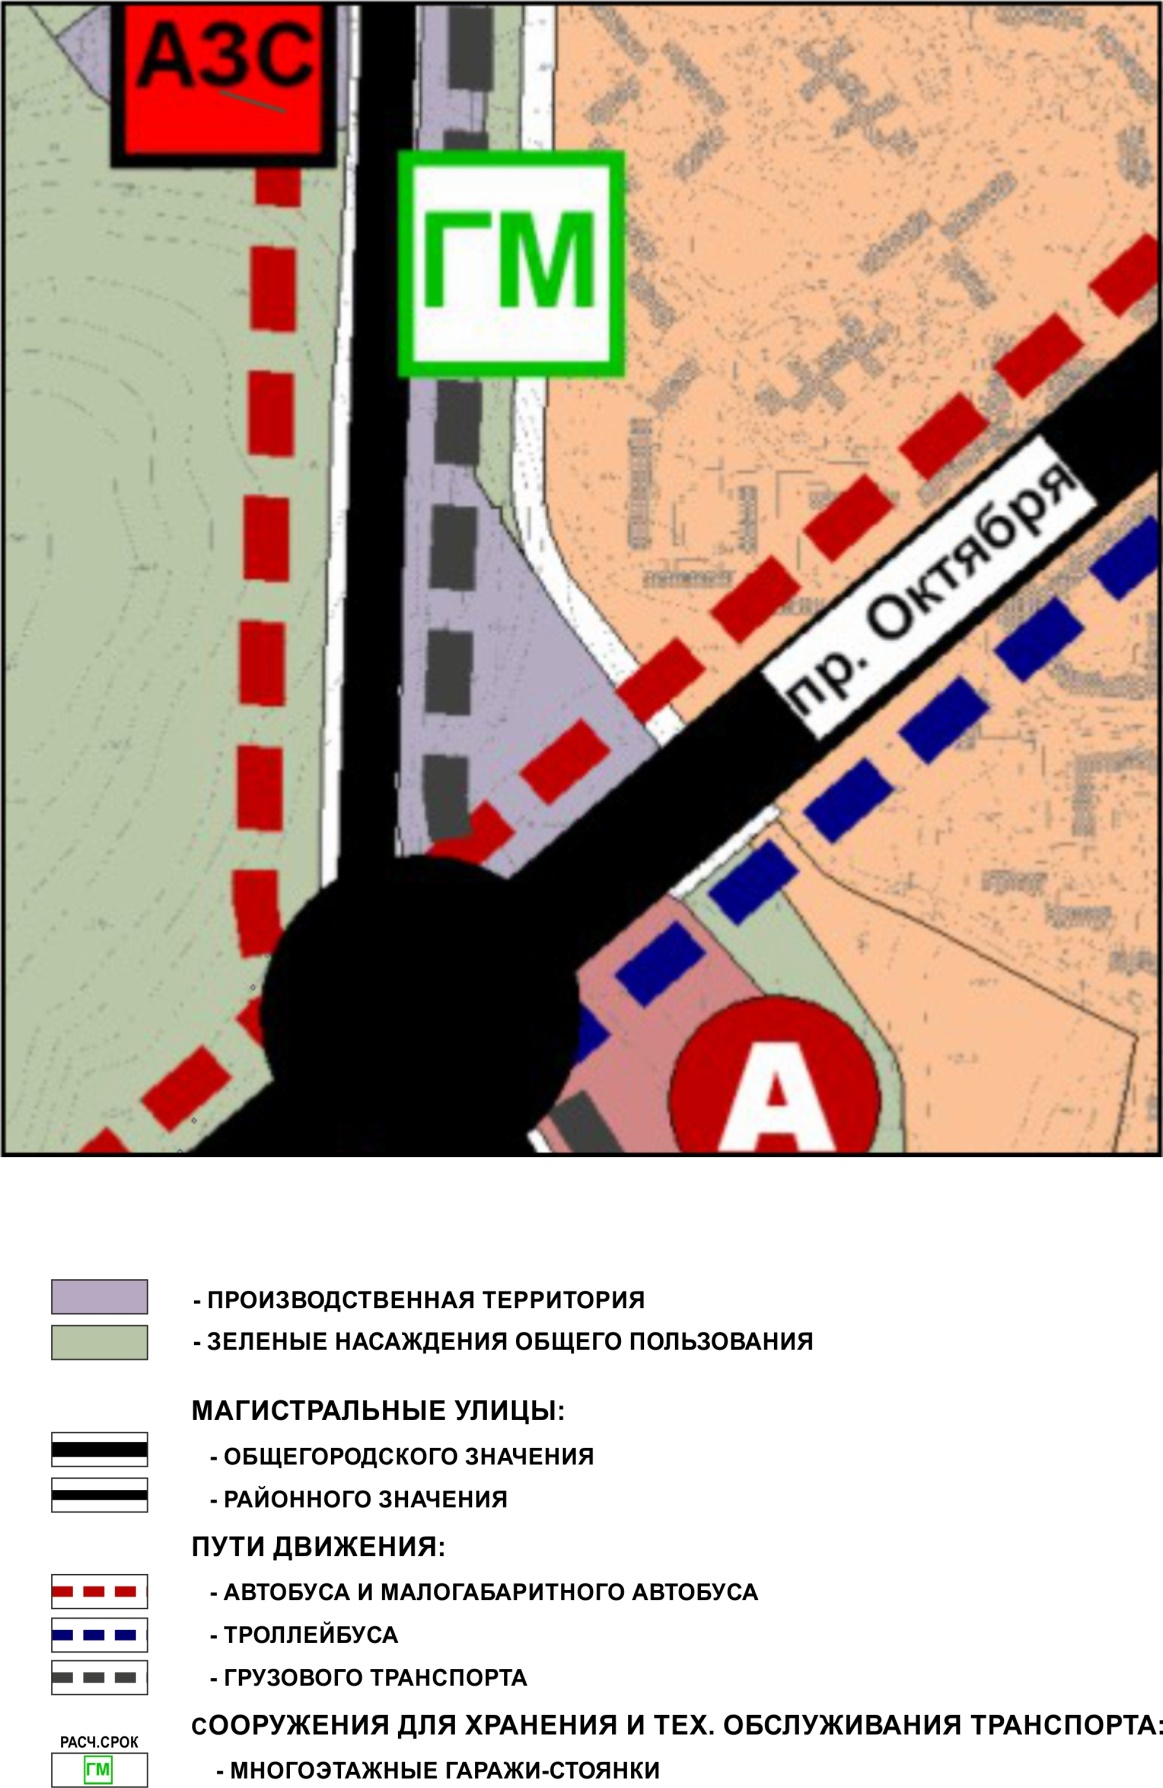 АЗС
ГМ
пр. Октября
А
- ПРОИЗВОДСТВЕННАЯ ТЕРРИТОРИЯ
- ЗЕЛЕНЫЕ НАСАЖДЕНИЯ ОБЩЕГО ПОЛЬЗОВАНИЯ
МАГИСТРАЛЬНЫЕ УЛИЦЫ:
- ОБЩЕГОРОДСКОГО ЗНАЧЕНИЯ
- РАЙОННОГО ЗНАЧЕНИЯ
ПУТИ ДВИЖЕНИЯ:
- АВТОБУСА И МАЛОГАБАРИТНОГО АВТОБУСА
- ТРОЛЛЕЙБУСА
- ГРУЗОВОГО ТРАНСПОРТА
СООРУЖЕНИЯ ДЛЯ ХРАНЕНИЯ И ТЕХ. ОБСЛУЖИВАНИЯ ТРАНСПОРТА:
РАСЧ.СРОК
ГМ - МНОГОЭТАЖНЫЕ ГАРАЖИ-СТОЯНКИ